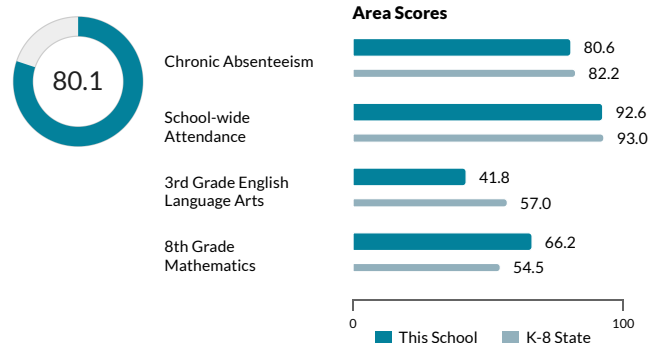 Area Scores
80.1
Chronic Absenteeism
80.6
82.2
School-wide
Attendance
92.6
93.0
3rd Grade English
Language Arts
41.8
57.0
8th Grade
Mathematics
66.2
54.5
0
100
This School
K-8 State